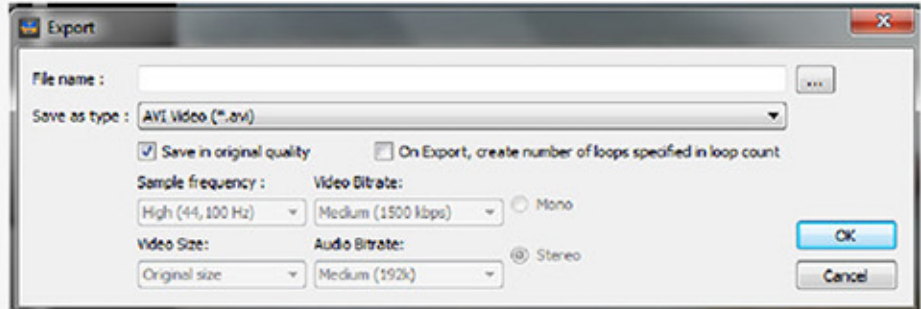 Export
File name :
...
Save as type : AVI Video (*.avi)
Save in original quality On Export, create number of loops specified in loop count
Sample frequency : Video Bitrate:
High (44,100 Hz) Medium (1500 kbps) Mono
Video Size: Audio Bitrate:
Original size Medium (192k) Stereo
OK
Cancel